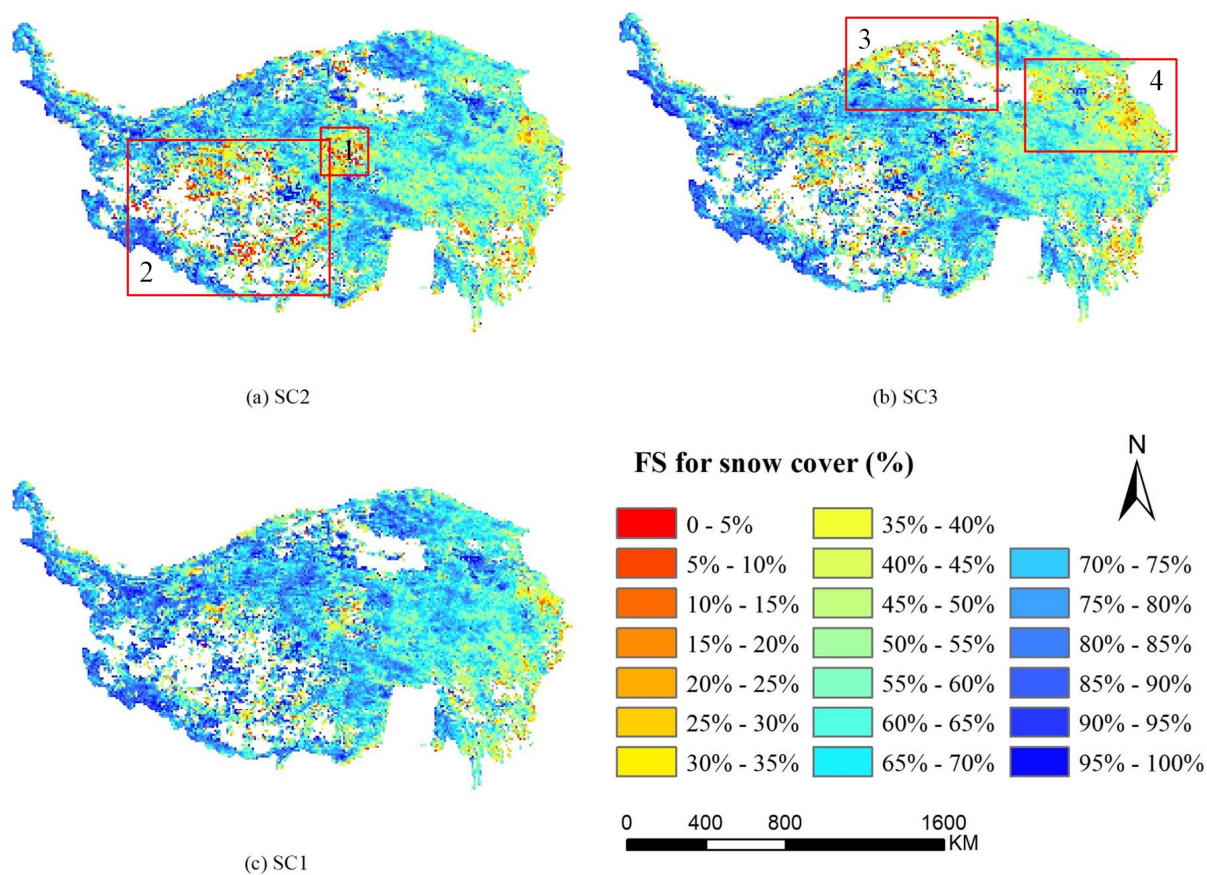 1
2
(a) SC2
3
4
(b) SC3
(c) SC1
FS for snow cover (%)
N
0 - 5%
5% - 10%
10% - 15%
15% - 20%
20% - 25%
25% - 30%
30% - 35%
35% - 40%
40% - 45%
45% - 50%
50% - 55%
55% - 60%
60% - 65%
65% - 70%
70% - 75%
75% - 80%
80% - 85%
85% - 90%
90% - 95%
95% - 100%
0 400 800 1600
KM